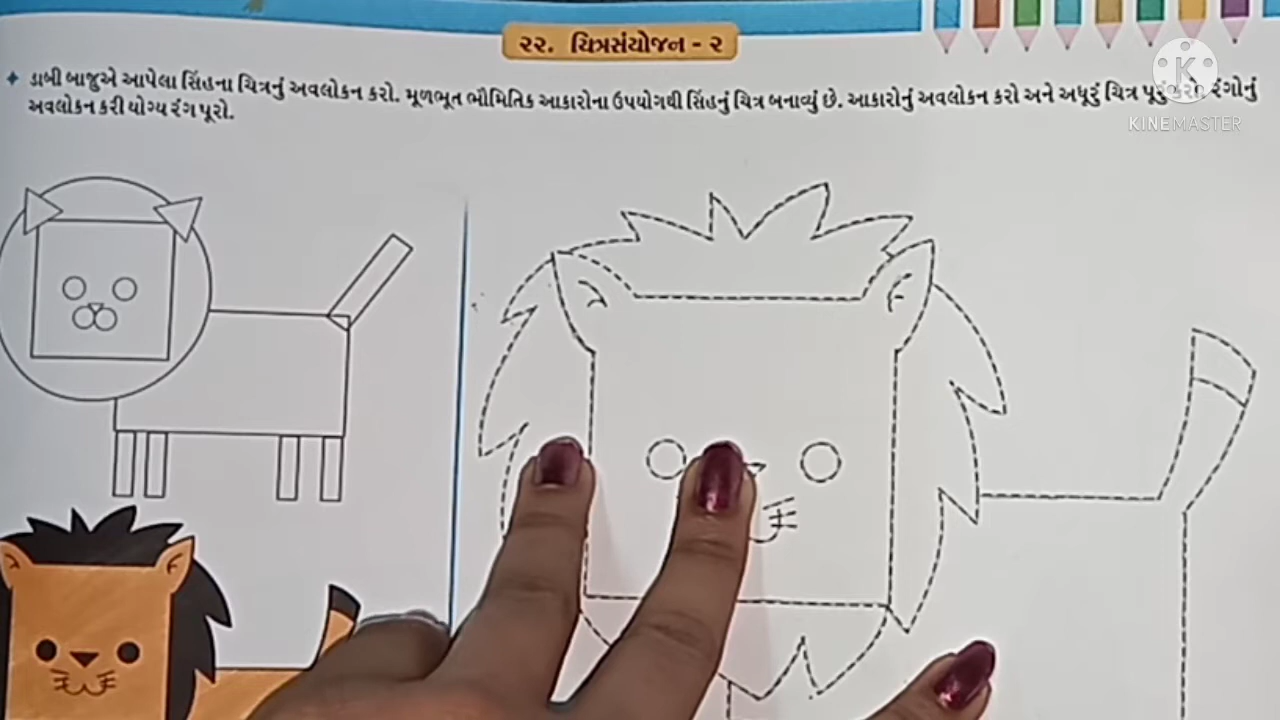 ૨૨. ચિત્રસંયોજન - ૨
ડાબી બાજુએ આપેલા સિંહના ચિત્રનું અવલોકન કરો. મૂળભૂત ભૌમિતિક આકારોના ઉપયોગથી સિંહનું ચિત્ર બનાવ્યું છે. આકારોનું અવલોકન કરો અને અધૂરું ચિત્ર પૂરું કરો. રંગોનું
અવલોકન કરી યોગ્ય રંગ પૂરો.
K
KINEMASTER